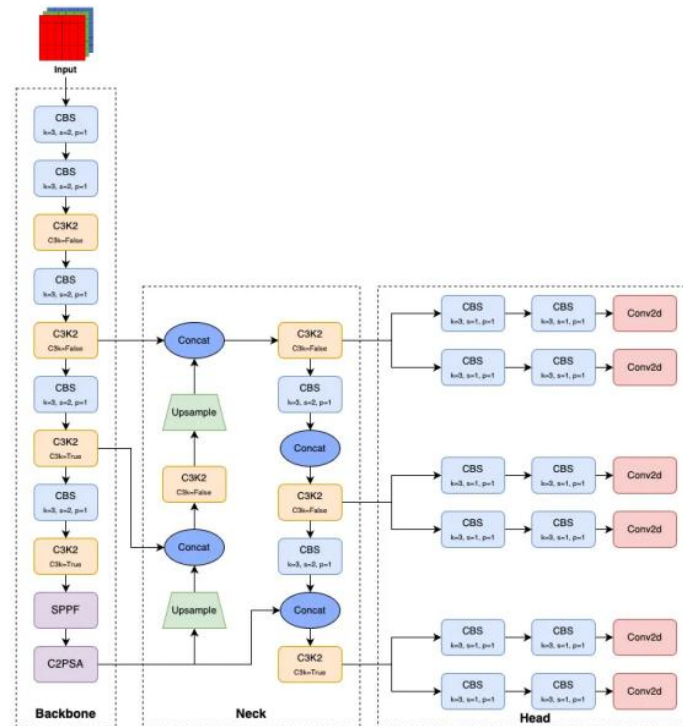 Input
CBS
k=3, s=2, p=1
CBS
k=3, s=2, p=1
C3K2
C3k=False
CBS
k=3, s=2, p=1
C3K2
C3k=False
CBS
k=3, s=2, p=1
C3K2
C3k=True
CBS
k=3, s=2, p=1
C3K2
C3k=True
SPPF
C2PSA
Backbone
Concat
Upsample
C3K2
C3k=False
Concat
Upsample
C3K2
C3k=False
CBS
k=3, s=2, p=1
Concat
C3K2
C3k=False
CBS
k=3, s=2, p=1
Concat
C3K2
C3k=True
Neck
CBS
k=3, s=1, p=1
CBS
k=3, s=1, p=1
Conv2d
CBS
k=3, s=1, p=1
CBS
k=3, s=1, p=1
Conv2d
CBS
k=3, s=1, p=1
CBS
k=3, s=1, p=1
Conv2d
CBS
k=3, s=1, p=1
CBS
k=3, s=1, p=1
Conv2d
CBS
k=3, s=1, p=1
CBS
k=3, s=1, p=1
Conv2d
CBS
k=3, s=1, p=1
CBS
k=3, s=1, p=1
Conv2d
Head